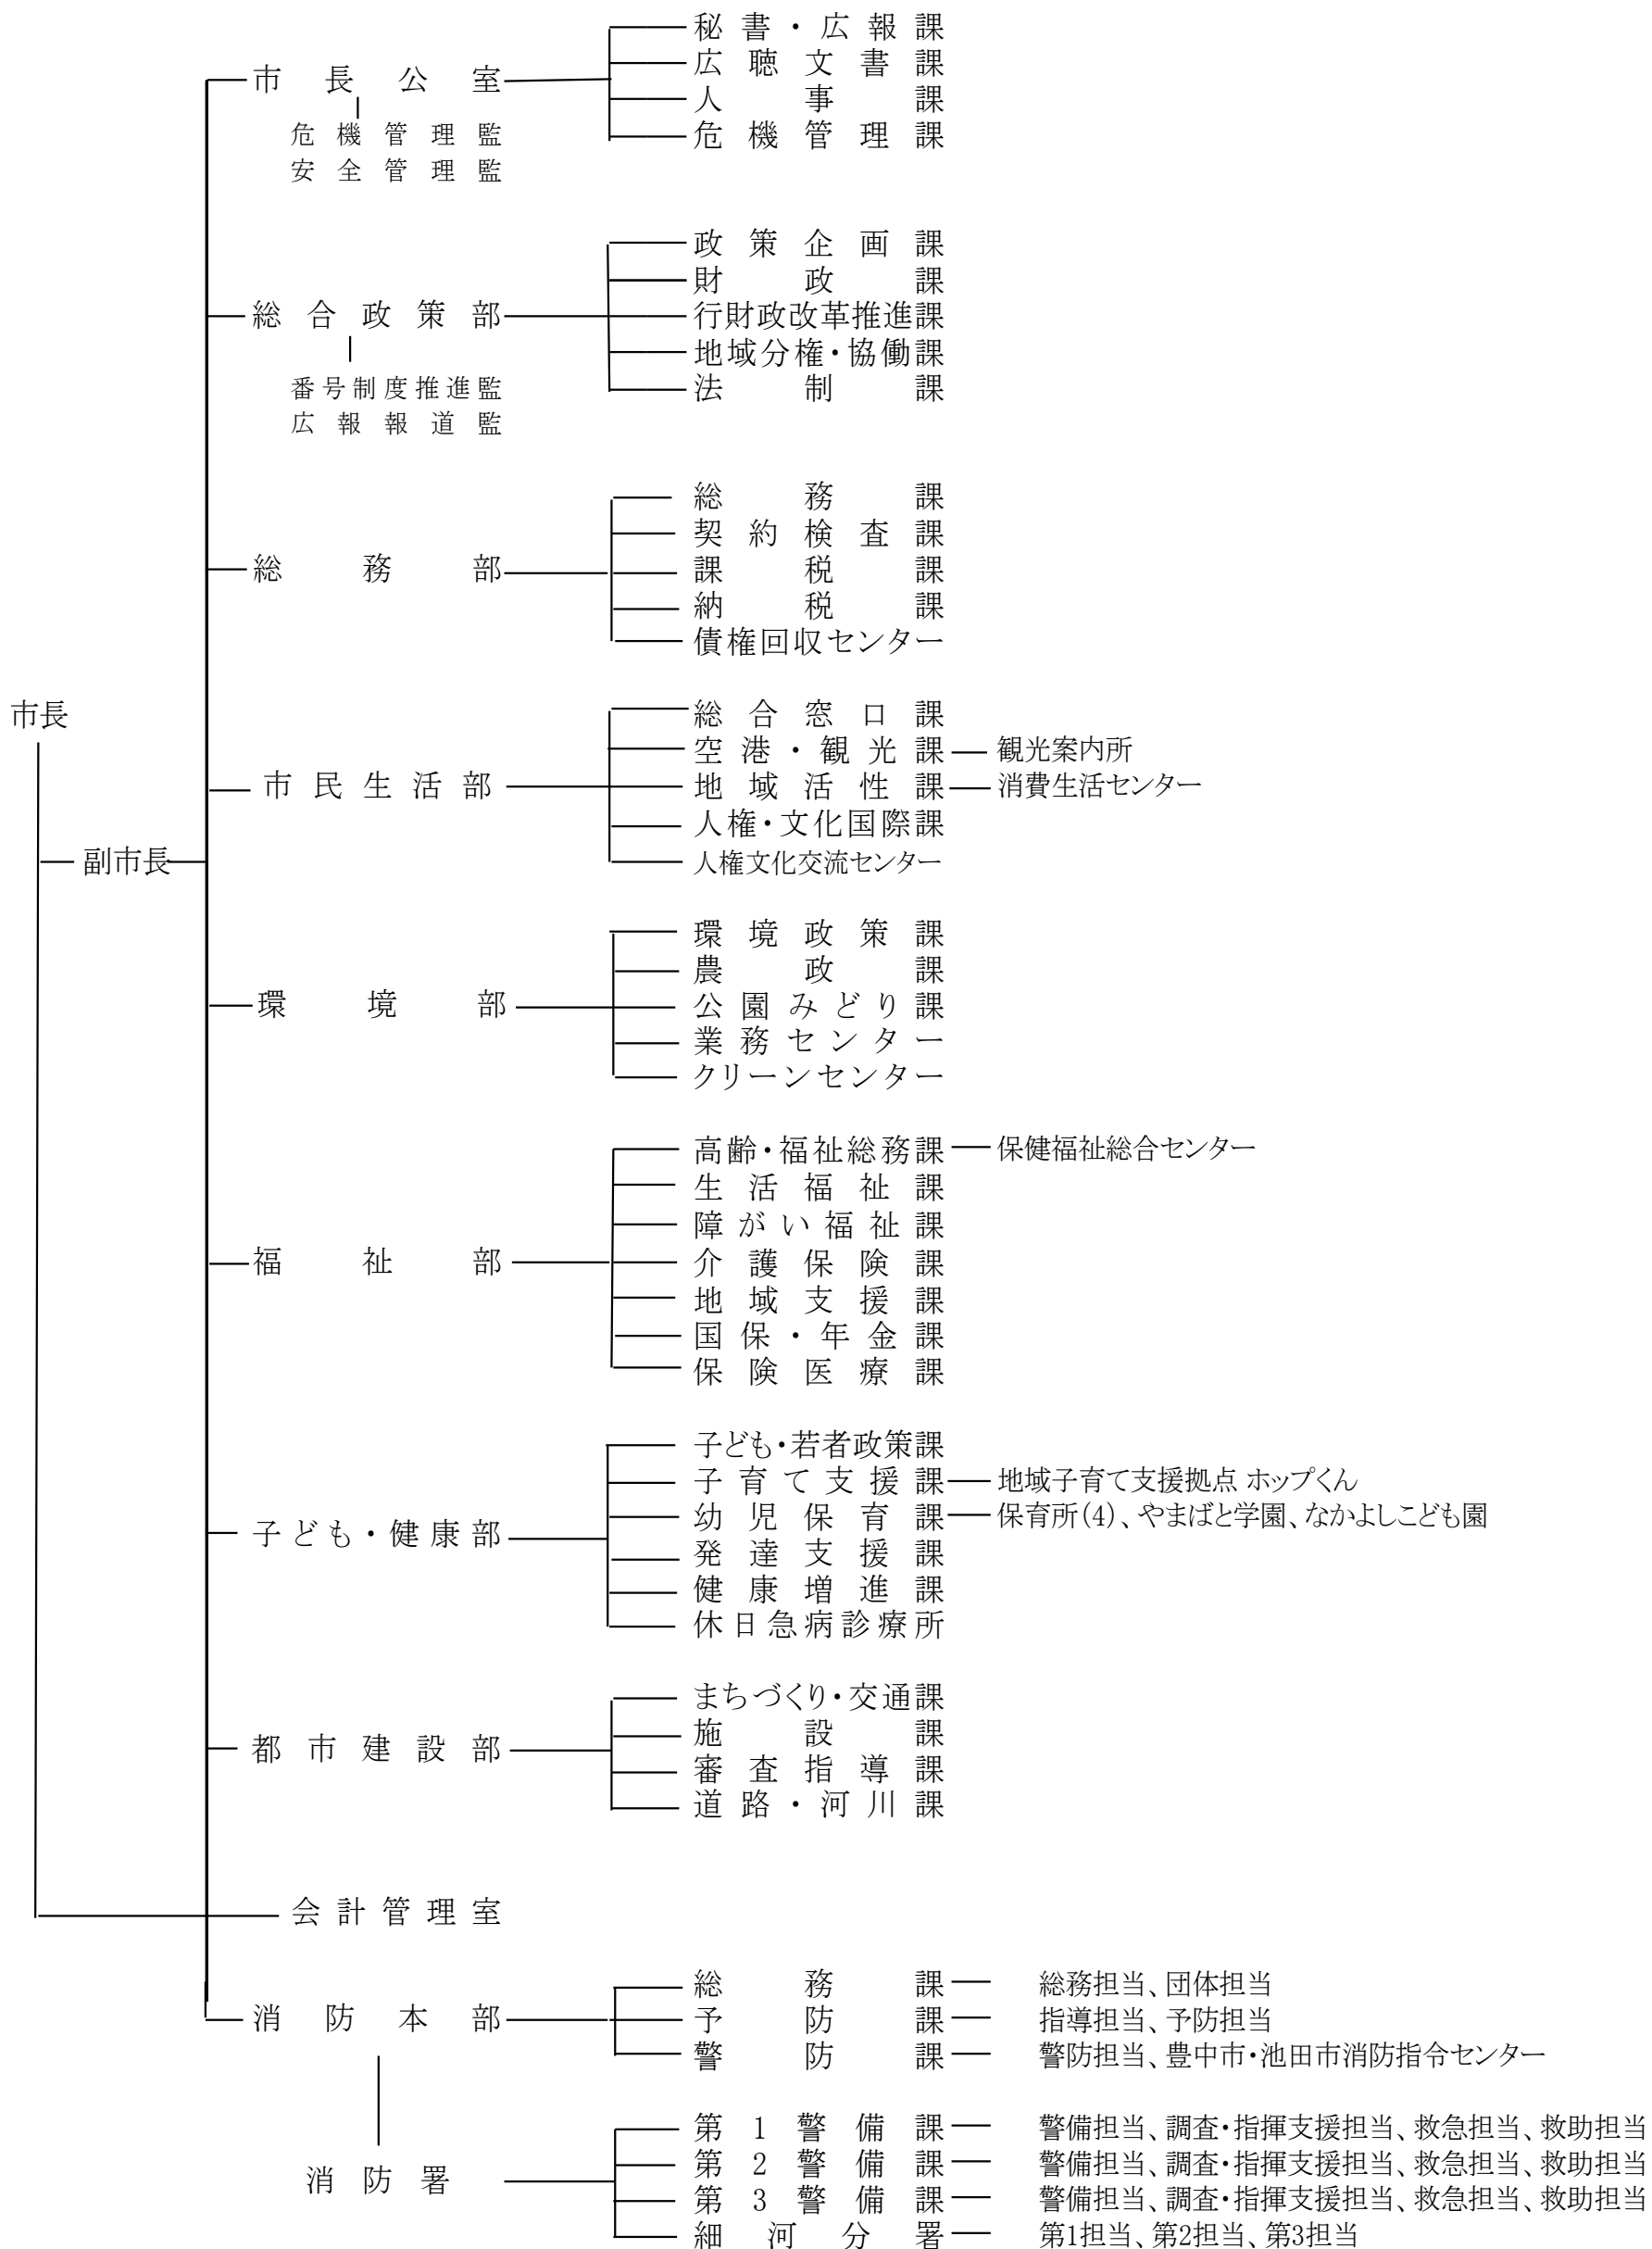 秘書・広報課
広聴文書課
市長公室
人事課
危機管理課
危機管理監
安全管理監
政策企画課
財政課
総合政策部
行財政改革推進課
地域分権・協働課
番号制度推進監
法制課
広報報道監
総務課
契約検査課
総務部
課税課
納税課
債権回収センター
市長
総合窓口課
空港・観光課 観光案内所
市民生活部
地域活性課 消費生活センター
人権・文化国際課
副市長
人権文化交流センター
環境政策課
農政課
環境部
公園みどり課
業務センター
クリーンセンター
高齢・福祉総務課 保健福祉総合センター
生活福祉課
障がい福祉課
福祉部
介護保険課
地域支援課
国保・年金課
保険医療課
子ども・若者政策課
子育て支援課 地域子育て支援拠点 ホップくん
幼児保育課 保育所(4)、やまばと学園、なかよしこども園
子ども・健康部
発達支援課
健康増進課
休日急病診療所
まちづくり・交通課
施設課
都市建設部
審査指導課
道路・河川課
会計管理室
総務課 総務担当、団体担当
消防本部
予防課 指導担当、予防担当
警防課 警防担当、豊中市・池田市消防指令センター
第1警備課 警備担当、調査・指揮支援担当、救急担当、救助担当
第2警備課 警備担当、調査・指揮支援担当、救急担当、救助担当
消防署
第3警備課 警備担当、調査・指揮支援担当、救急担当、救助担当
細河分署 第1担当、第2担当、第3担当